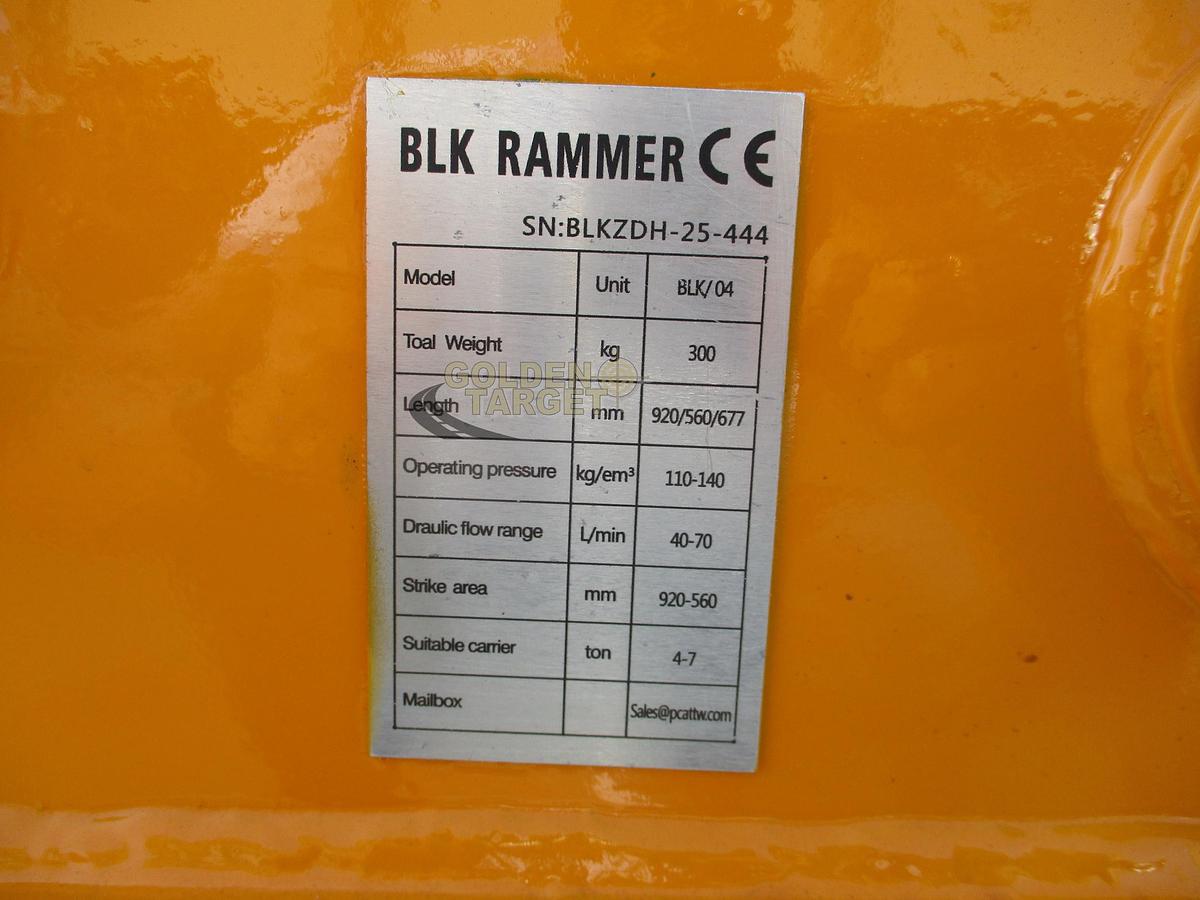 BLK RAMMER CE
SN:BLKZDH-25-444
Model Unit BLK/04
Toal Weight kg 300
GOLDEN
TARGET
Length mm 920/560/677
Operating pressure kg/em³ 110-140
Draulic flow range L/min 40-70
Strike area mm 920-560
Suitable carrier ton 4-7
Mailbox Sales@pcattw.com